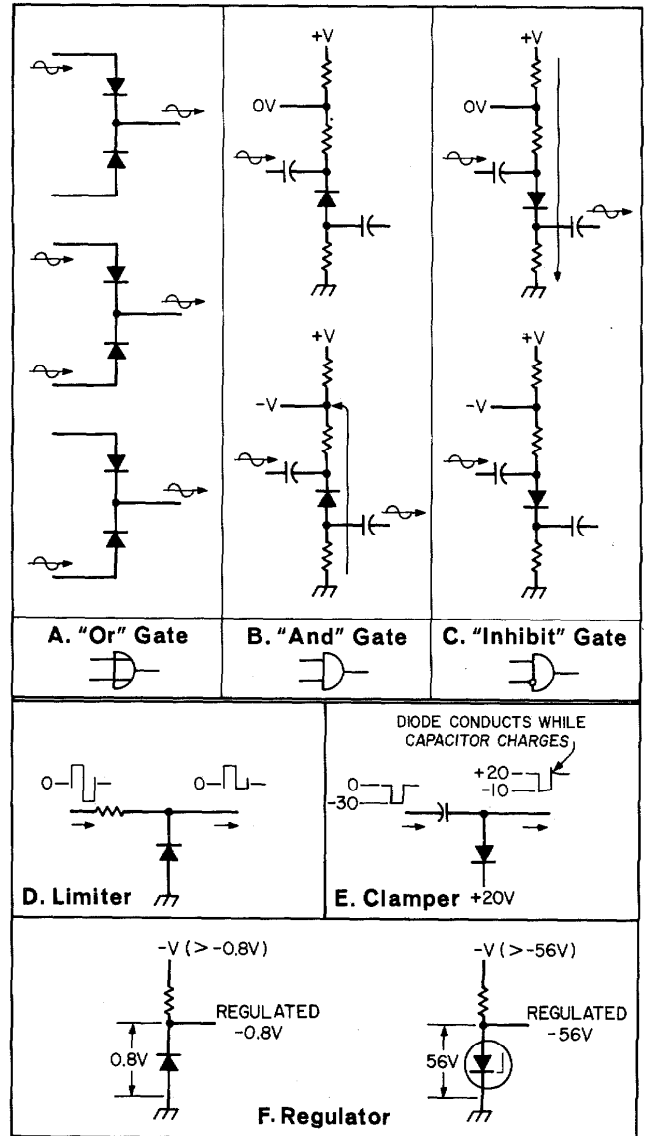 +V
+V
0V
0V
+V
+V
-V
-V
A. "Or" Gate
B. "And" Gate
C. "Inhibit" Gate
DIODE CONDUCTS WHILE
CAPACITOR CHARGES
0
0
0
-30
+20
-10
D. Limiter
E. Clamper
+20V
-V (>-0.8V)
-V (>-56V)
REGULATED
-0.8V
REGULATED
-56V
0.8V
56V
F. Regulator